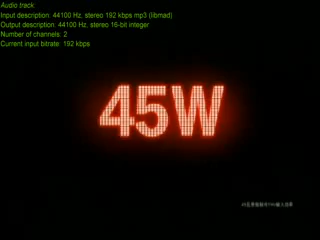 Audio track:
Input description: 44100 Hz, stereo 192 kbps mp3 (libmad)
Output description: 44100 Hz, stereo 16-bit integer
Number of channels: 2
Current input bitrate: 192 kbps
45W